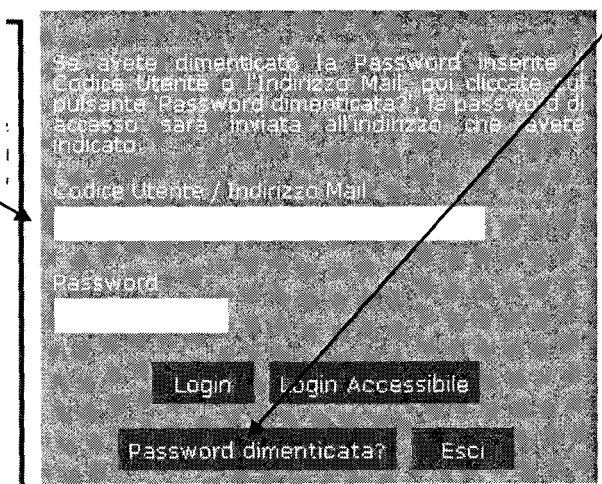 Se avete dimenticato la Password inserite il
Codice Utente o l'Indirizzo Mail, poi cliccate sul
pulsante 'Password dimenticata?', la password di
accesso sarà inviata all'indirizzo che avete
indicato.
Codice Utente / Indirizzo Mail
Password
Login Login Accessibile
Password dimenticata? Esci